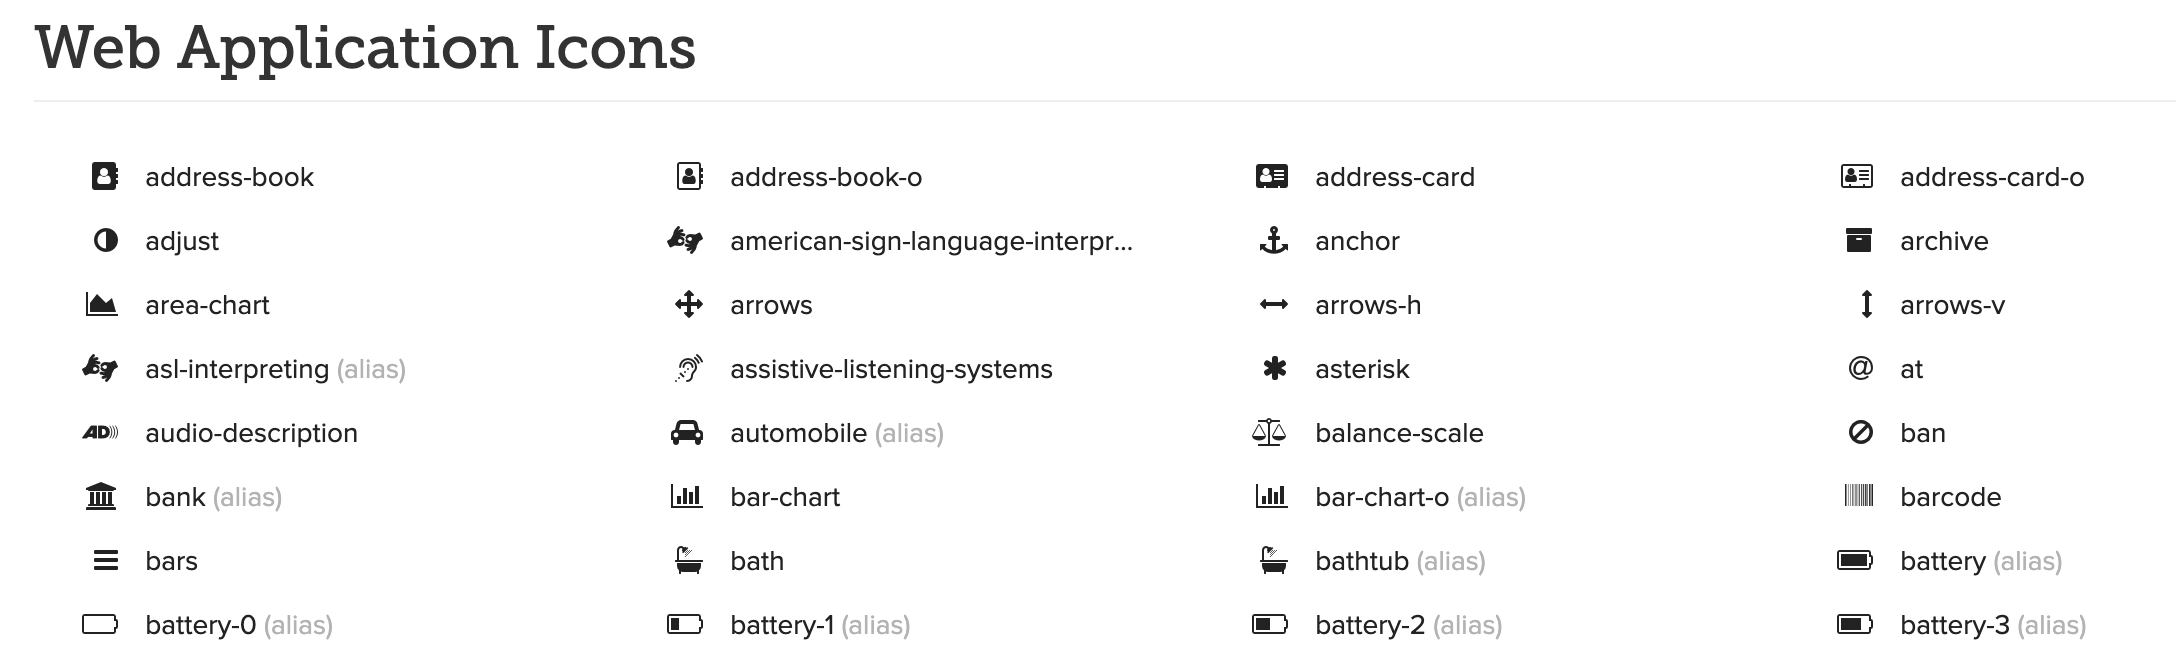 Web Application Icons
address-book address-book-o address-card address-card-o
adjust american-sign-language-interpr... anchor archive
area-chart arrows arrows-h arrows-v
asl-interpreting (alias) assistive-listening-systems asterisk at
audio-description automobile (alias) balance-scale ban
bank (alias) bar-chart bar-chart-o (alias) barcode
bars bath bathtub (alias) battery (alias)
battery-0 (alias) battery-1 (alias) battery-2 (alias) battery-3 (alias)